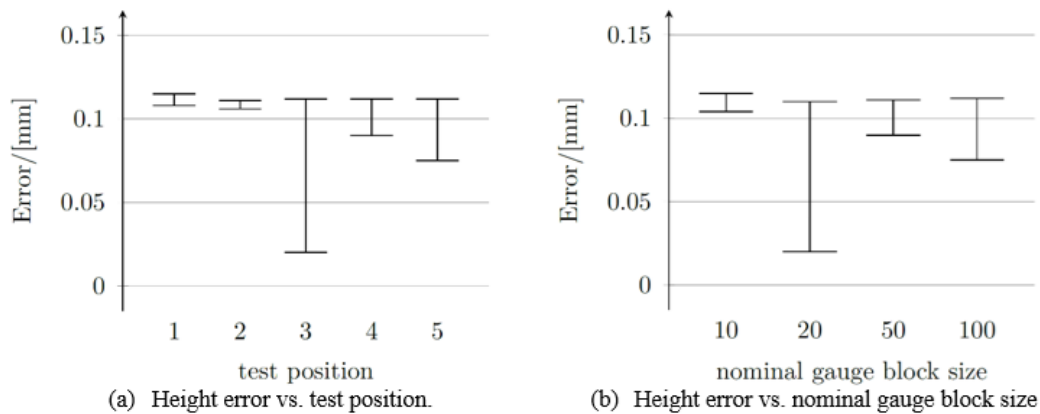 0.15
0.1
0.05
0
Error/[mm]
1 2 3 4 5
test position
(a) Height error vs. test position.
0.15
0.1
0.05
0
Error/[mm]
10 20 50 100
nominal gauge block size
(b) Height error vs. nominal gauge block size